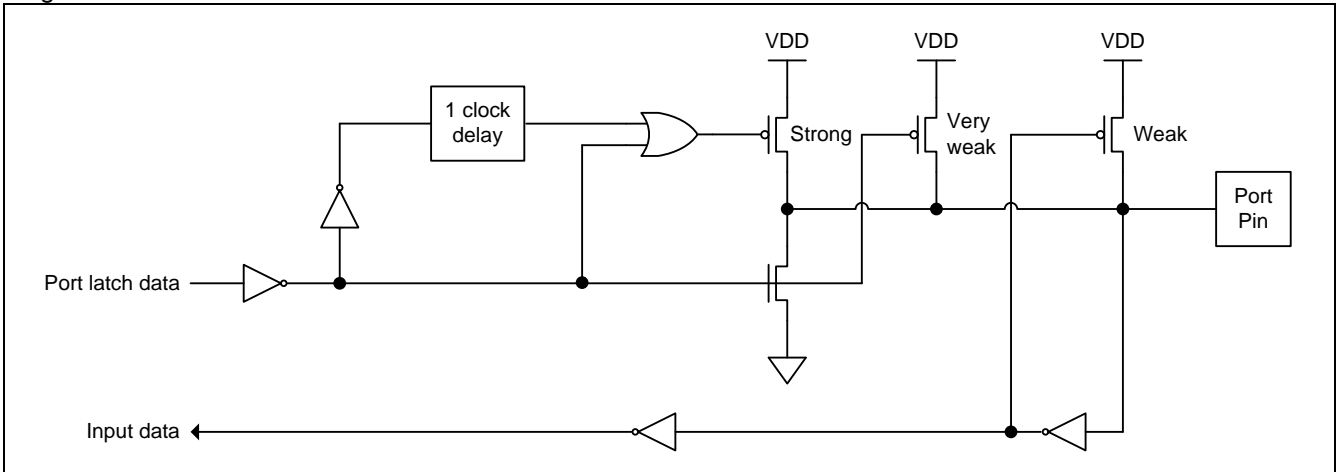 VDD
VDD
VDD
1 clock
delay
Strong
Very
weak
Weak
Port
Pin
Port latch data
Input data